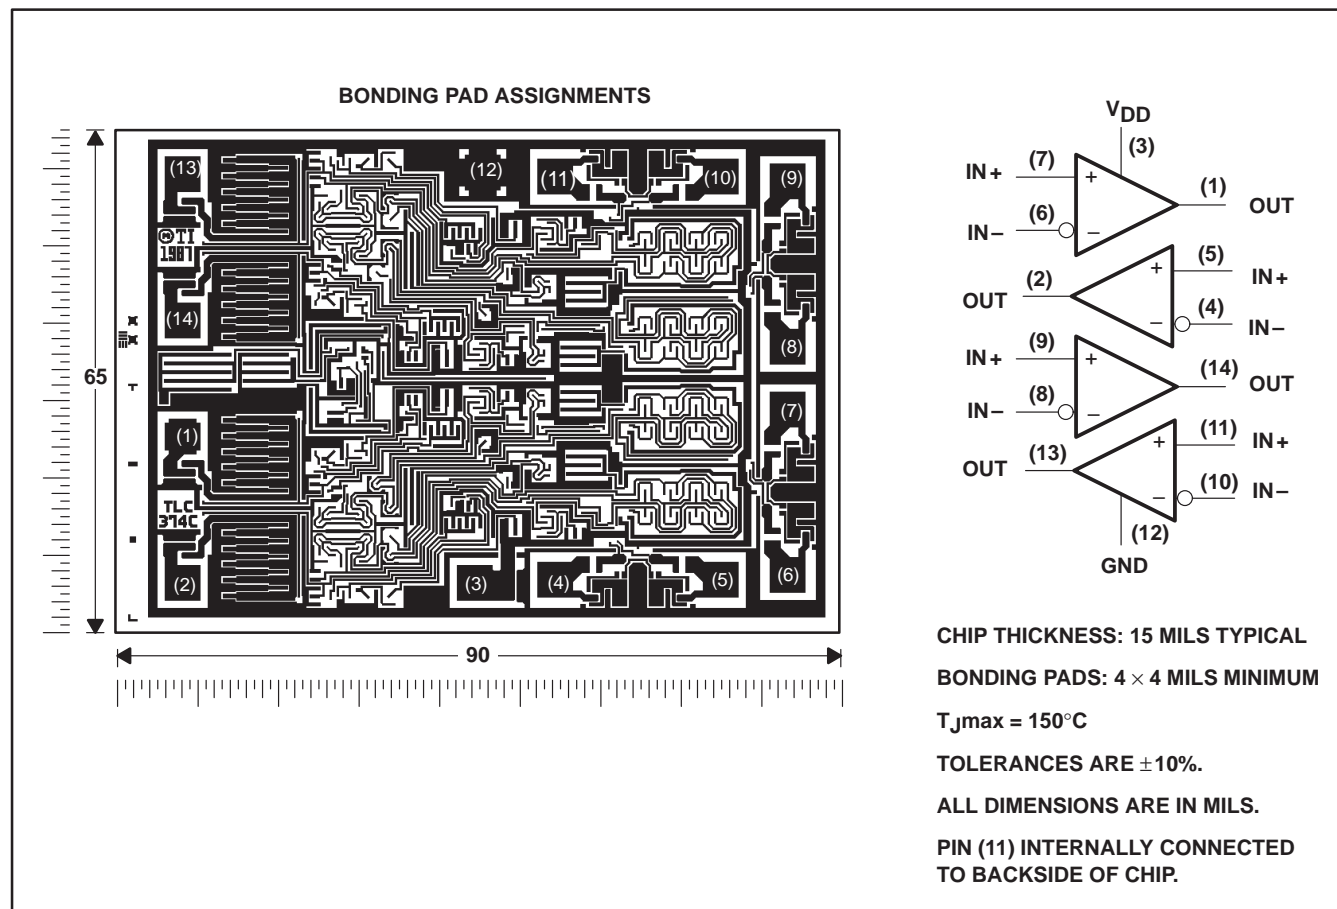 BONDING PAD ASSIGNMENTS
(13)
(12)
(11)
(10)
(9)
TI
1987
(14)
(8)
65
(1)
(7)
TLC
374C
(2)
(3)
(4)
(5)
(6)
90
VDD
(3)
IN+
(7)
+
(1)
OUT
IN−
(6)
−
(5)
+
IN+
OUT
(2)
(4)
−
IN−
IN+
(9)
+
(14)
OUT
IN−
(8)
−
(11)
+
IN+
OUT
(13)
(10)
−
IN−
(12)
GND
CHIP THICKNESS: 15 MILS TYPICAL
BONDING PADS: 4 × 4 MILS MINIMUM
TJmax = 150°C
TOLERANCES ARE ±10%.
ALL DIMENSIONS ARE IN MILS.
PIN (11) INTERNALLY CONNECTED
TO BACKSIDE OF CHIP.